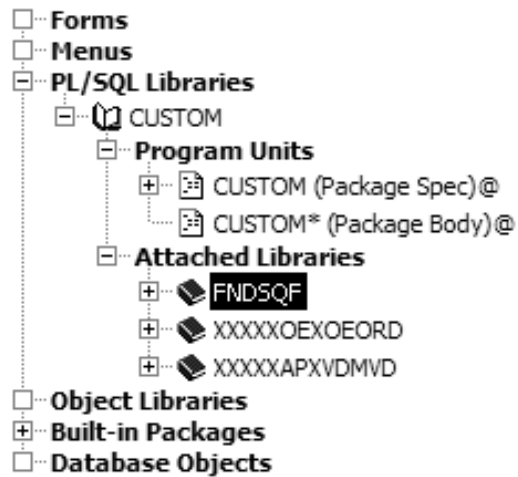 Forms
Menus
PL/SQL Libraries
CUSTOM
Program Units
CUSTOM (Package Spec)@
CUSTOM* (Package Body)@
Attached Libraries
FNDSQF
XXXXXOEXOEORD
XXXXXAPXVDMVD
Object Libraries
Built-in Packages
Database Objects